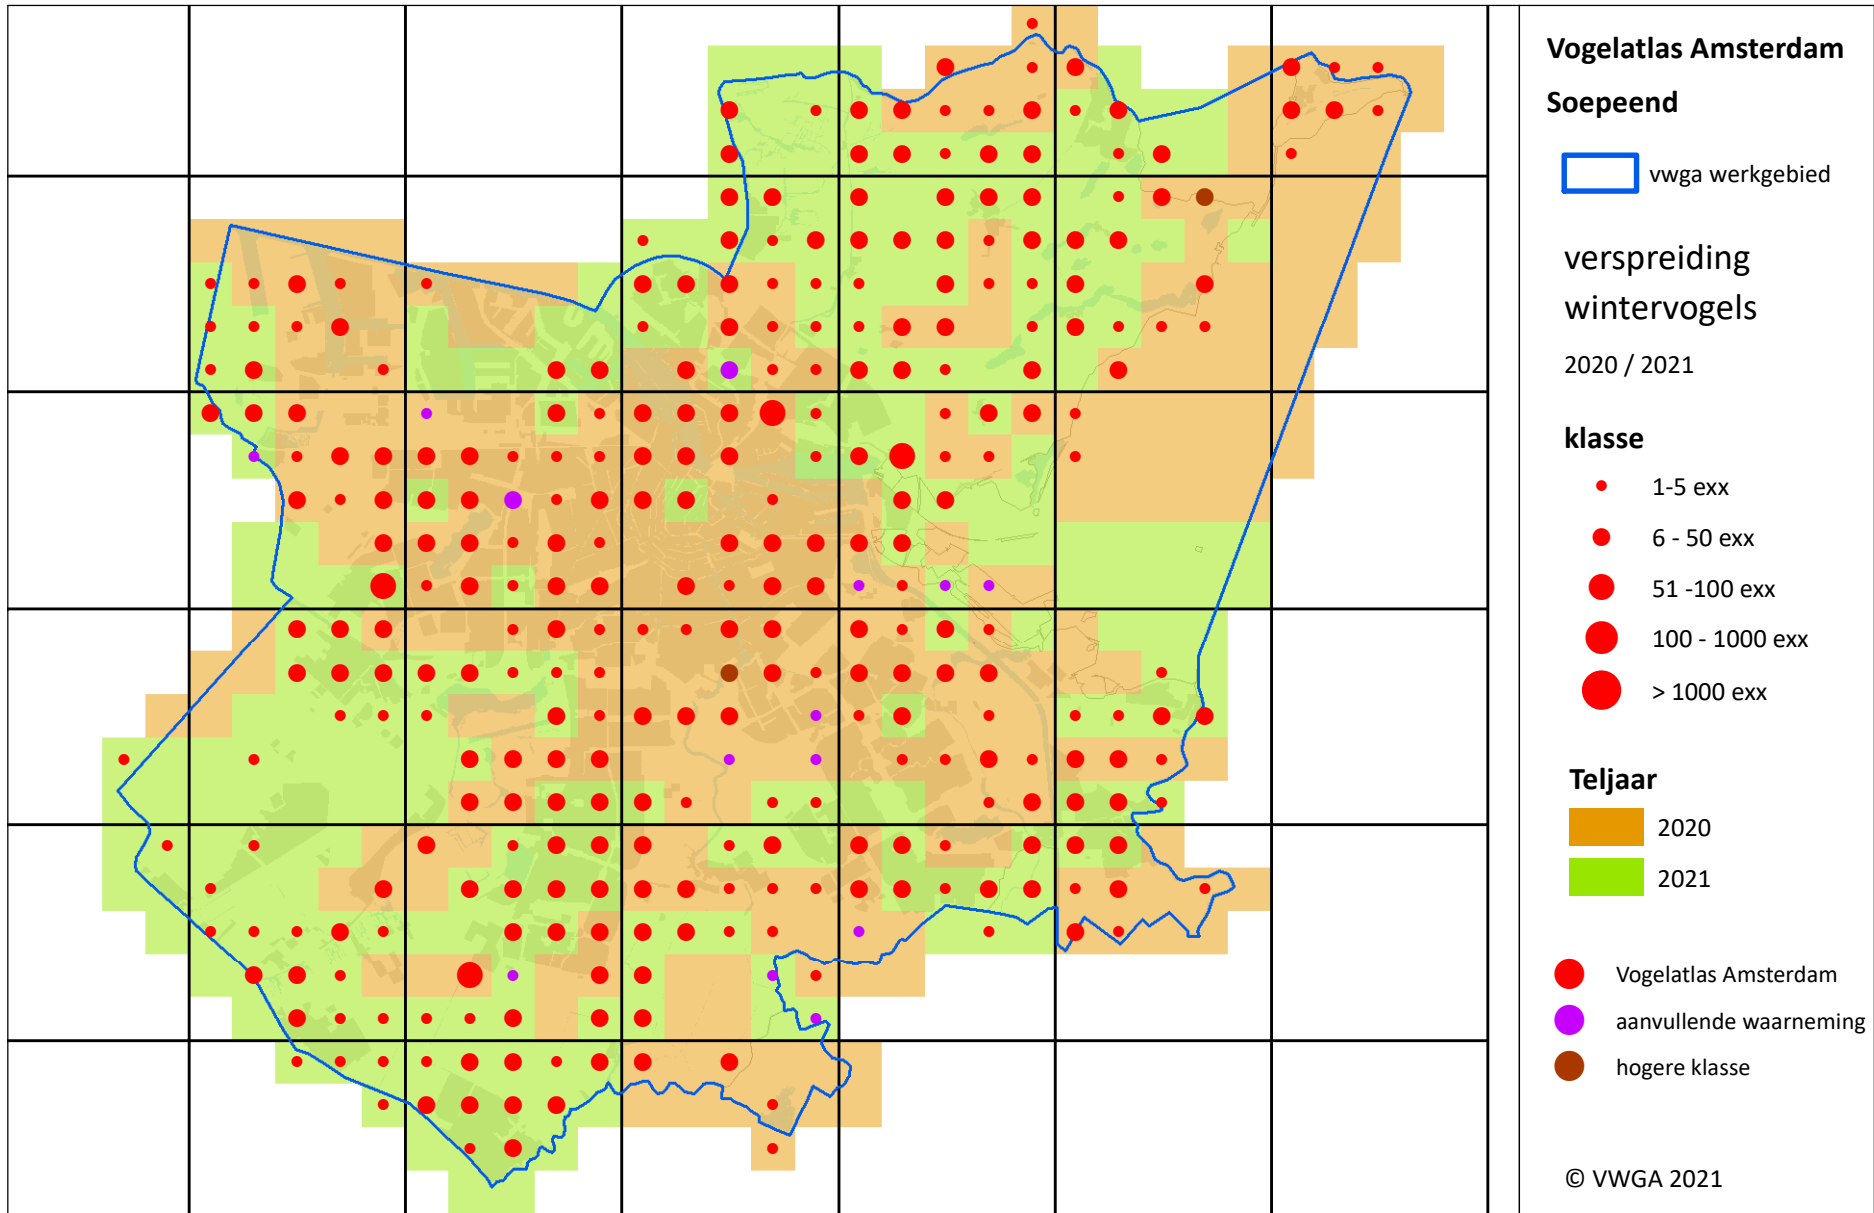 Vogelatlas Amsterdam
Soepeend
vwga werkgebied
verspreiding
wintervogels
2020 / 2021
klasse
1-5 exx
6 - 50 exx
51 -100 exx
100 - 1000 exx
> 1000 exx
Teljaar
2020
2021
Vogelatlas Amsterdam
aanvullende waarneming
hogere klasse
© VWGA 2021